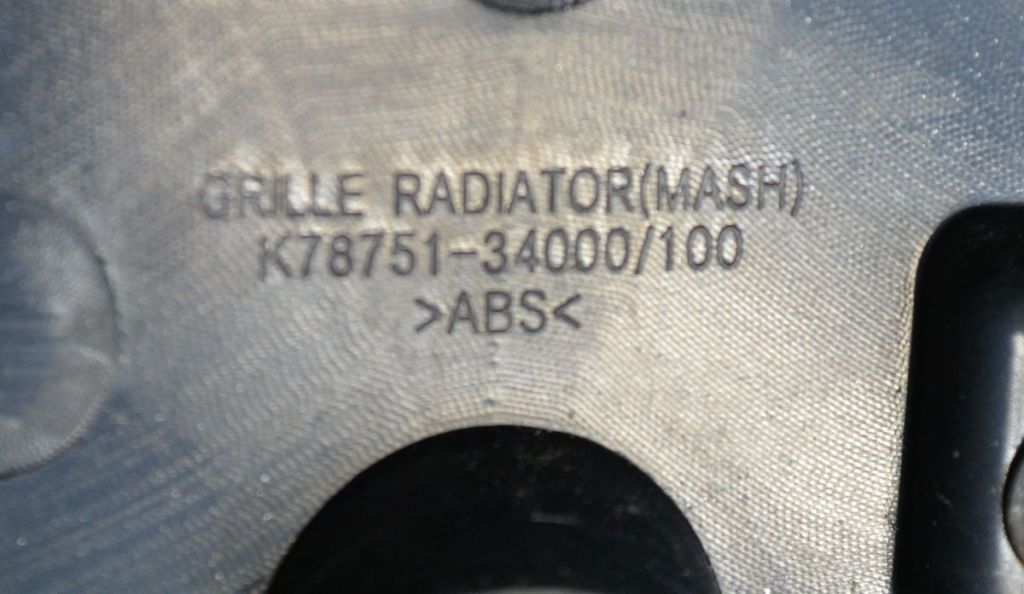 GRILLE RADIATOR(MASH)
K78751-34000/100
>ABS<